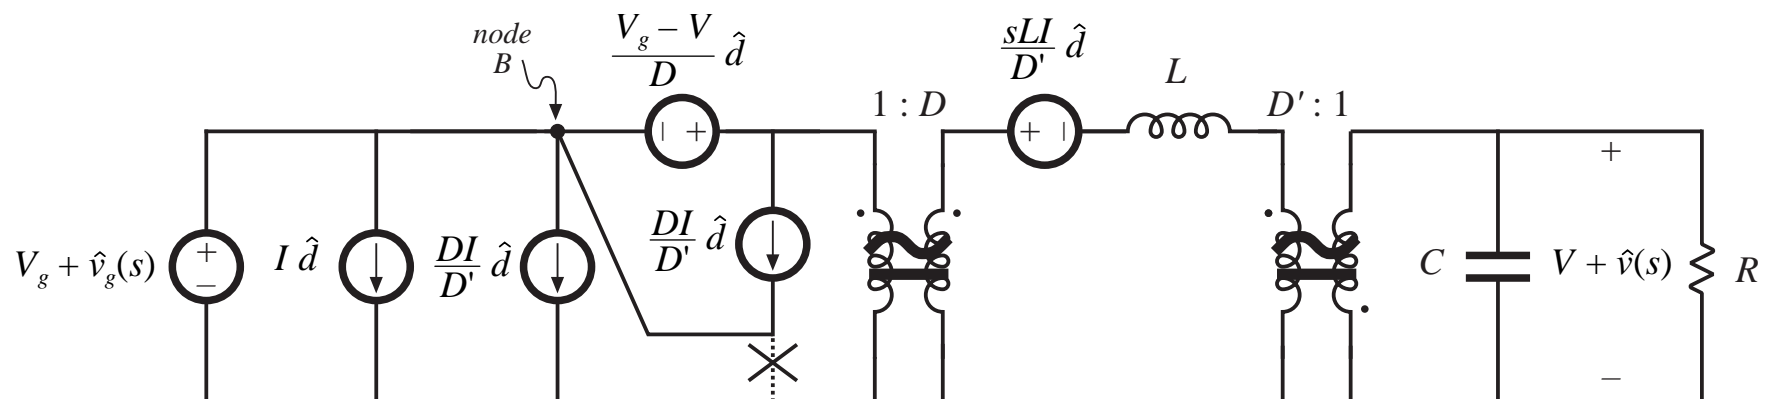 node
B
V_g – V
D
d̂
sLI
D'
d̂
L
1 : D
D' : 1
+
| +
+ |
V_g + v̂_g(s)
+
–
I d̂
DI
D'
d̂
DI
D'
d̂
C
V + v̂(s)
R
–